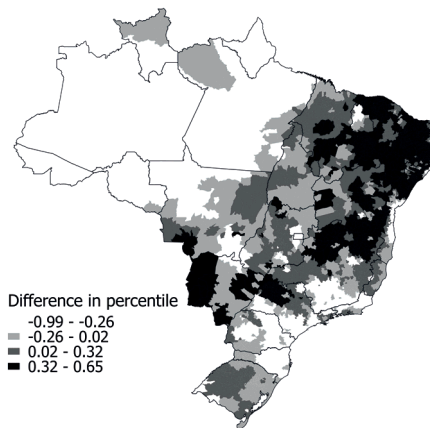 Difference in percentile
-0.99 - -0.26
-0.26 - 0.02
0.02 - 0.32
0.32 - 0.65